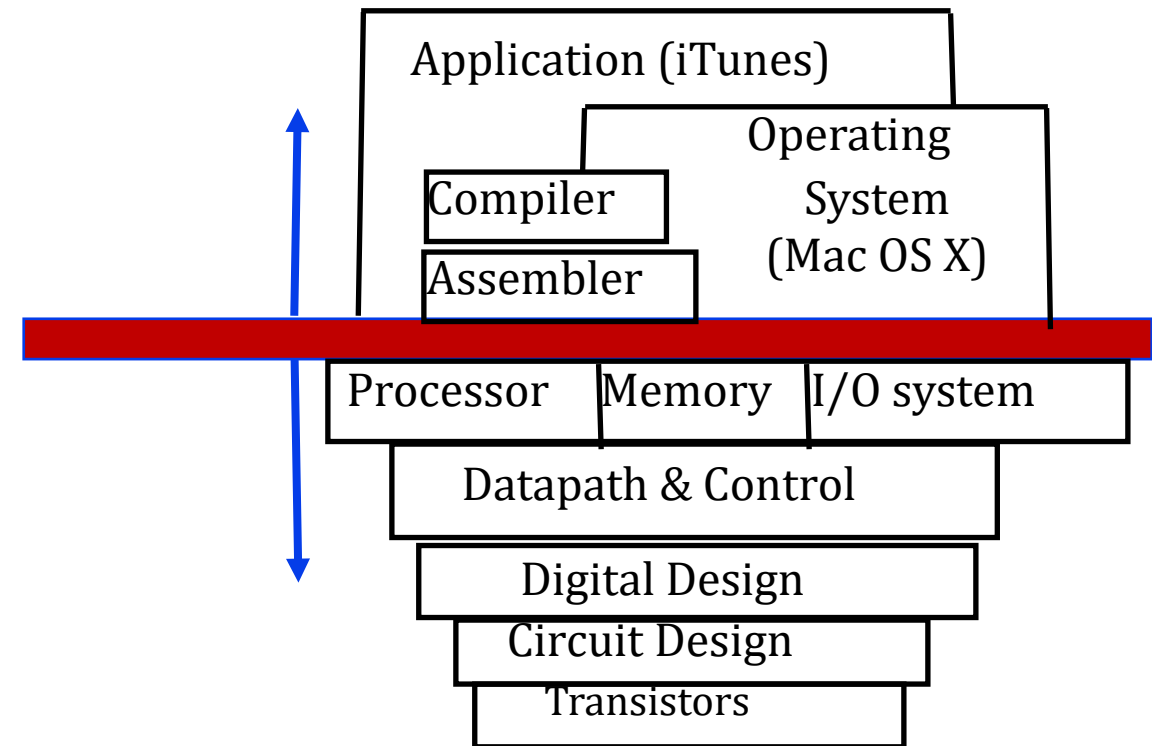 Application (iTunes)
Operating
System
(Mac OS X)
Compiler
Assembler
Processor
Memory
I/O system
Datapath & Control
Digital Design
Circuit Design
Transistors